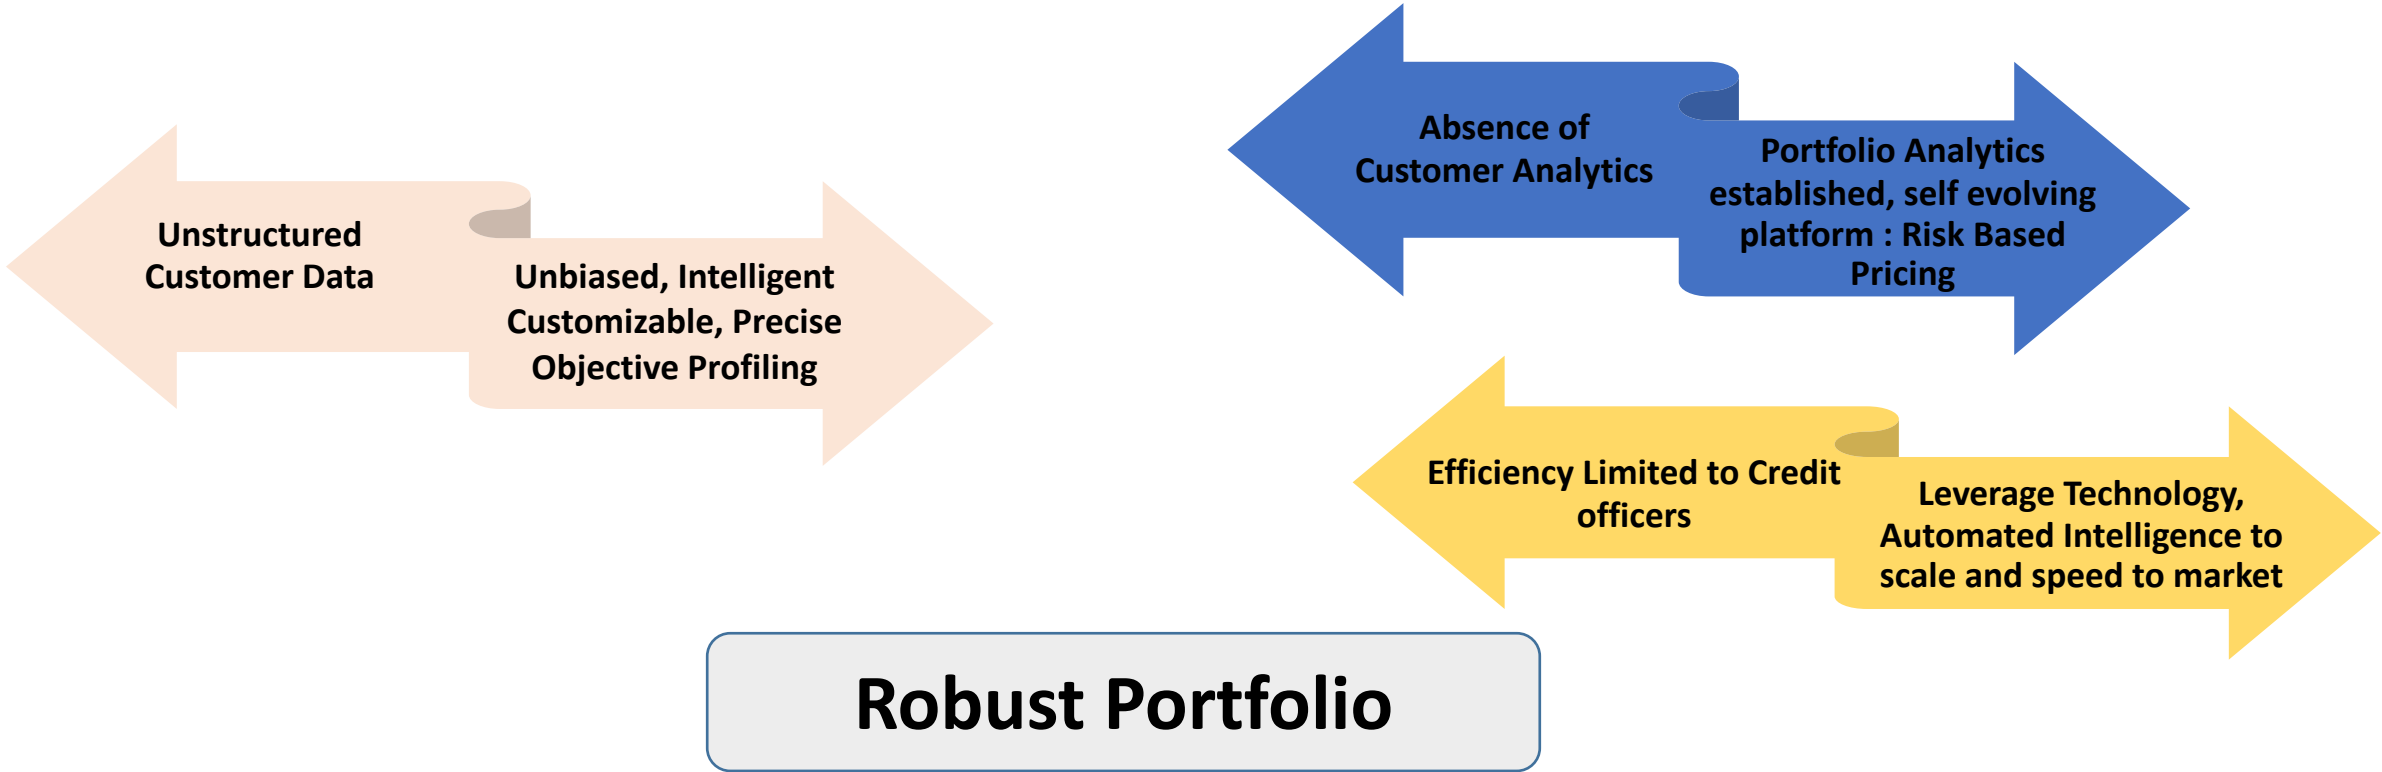 Unstructured
Customer Data
Unbiased, Intelligent
Customizable, Precise
Objective Profiling
Absence of
Customer Analytics
Portfolio Analytics
established, self evolving
platform : Risk Based
Pricing
Efficiency Limited to Credit
officers
Leverage Technology,
Automated Intelligence to
scale and speed to market
Robust Portfolio